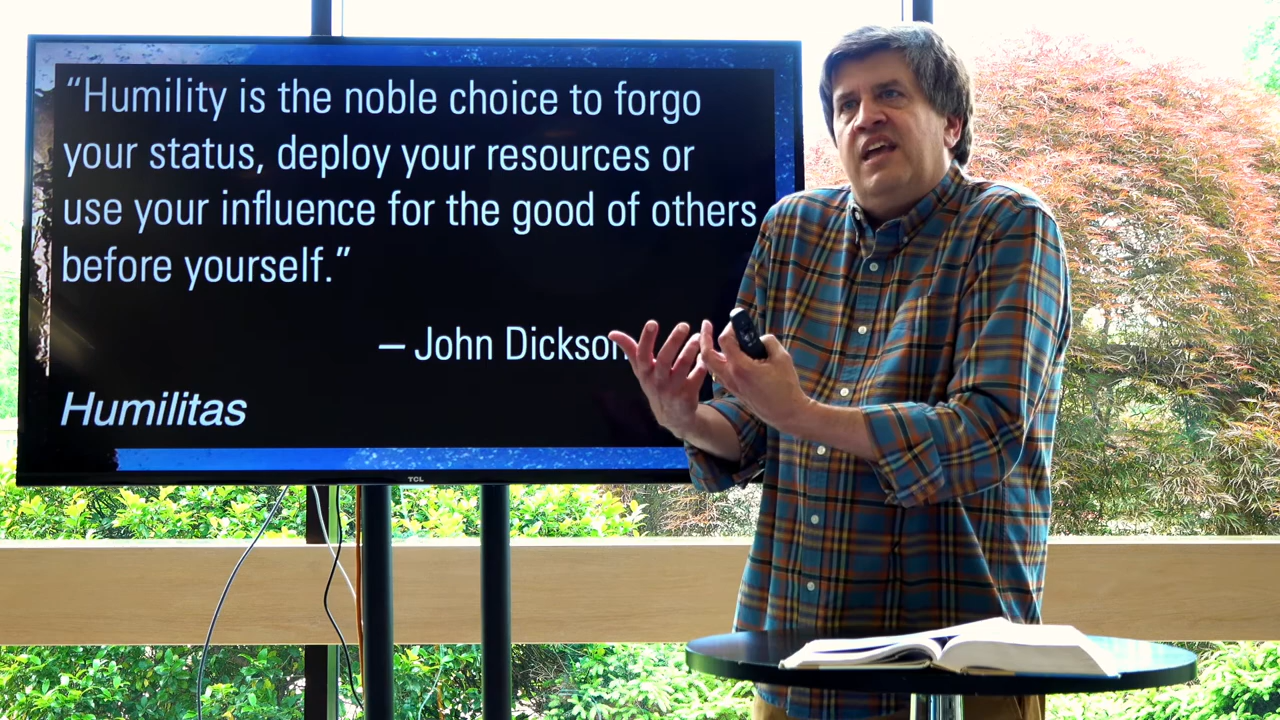 “Humility is the noble choice to forgo
your status, deploy your resources or
use your influence for the good of others
before yourself.”
– John Dickson
Humilitas
TCL